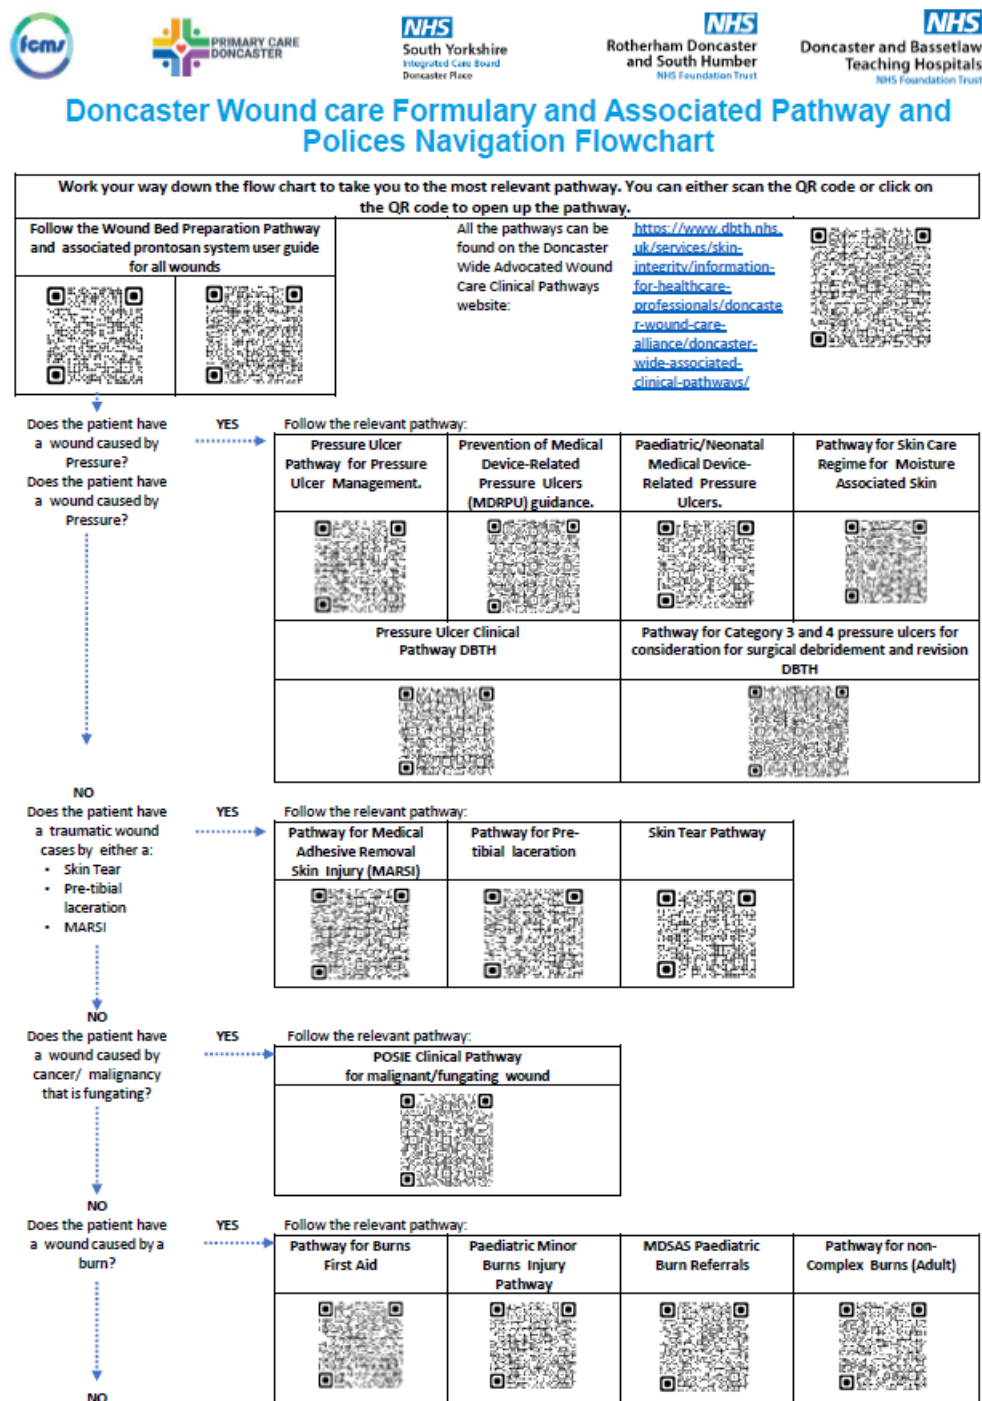 fcms
PRIMARY CARE
DONCASTER
NHS
South Yorkshire
Integrated Care Board
Doncaster Place
NHS
Rotherham Doncaster
and South Humber
NHS Foundation Trust
NHS
Doncaster and Bassetlaw
Teaching Hospitals
NHS Foundation Trust
Doncaster Wound care Formulary and Associated Pathway and
Polices Navigation Flowchart
Work your way down the flow chart to take you to the most relevant pathway. You can either scan the QR code or click on
the QR code to open up the pathway.
Follow the Wound Bed Preparation Pathway
and associated prontosan system user guide
for all wounds
All the pathways can be
found on the Doncaster
Wide Advocated Wound
Care Clinical Pathways
website:
https://www.dbth.nhs.
uk/services/skin-
integrity/information-
for-healthcare-
professionals/doncaste
r-wound-care-
alliance/doncaster-
wide-associated-
clinical-pathways/
Does the patient have
a wound caused by
Pressure?
Does the patient have
a wound caused by
Pressure?
YES
Follow the relevant pathway:
Pressure Ulcer
Pathway for Pressure
Ulcer Management.
Prevention of Medical
Device-Related
Pressure Ulcers
(MDRPU) guidance.
Paediatric/Neonatal
Medical Device-
Related Pressure
Ulcers.
Pathway for Skin Care
Regime for Moisture
Associated Skin
Pressure Ulcer Clinical
Pathway DBTH
Pathway for Category 3 and 4 pressure ulcers for
consideration for surgical debridement and revision
DBTH
NO
Does the patient have
a traumatic wound
cases by either a:
• Skin Tear
• Pre-tibial
laceration
• MARSI
YES
Follow the relevant pathway:
Pathway for Medical
Adhesive Removal
Skin Injury (MARSI)
Pathway for Pre-
tibial laceration
Skin Tear Pathway
NO
Does the patient have
a wound caused by
cancer/ malignancy
that is fungating?
YES
Follow the relevant pathway:
POSIE Clinical Pathway
for malignant/fungating wound
NO
Does the patient have
a wound caused by a
burn?
YES
Follow the relevant pathway:
Pathway for Burns
First Aid
Paediatric Minor
Burns Injury
Pathway
MDSAS Paediatric
Burn Referrals
Pathway for non-
Complex Burns (Adult)
NO